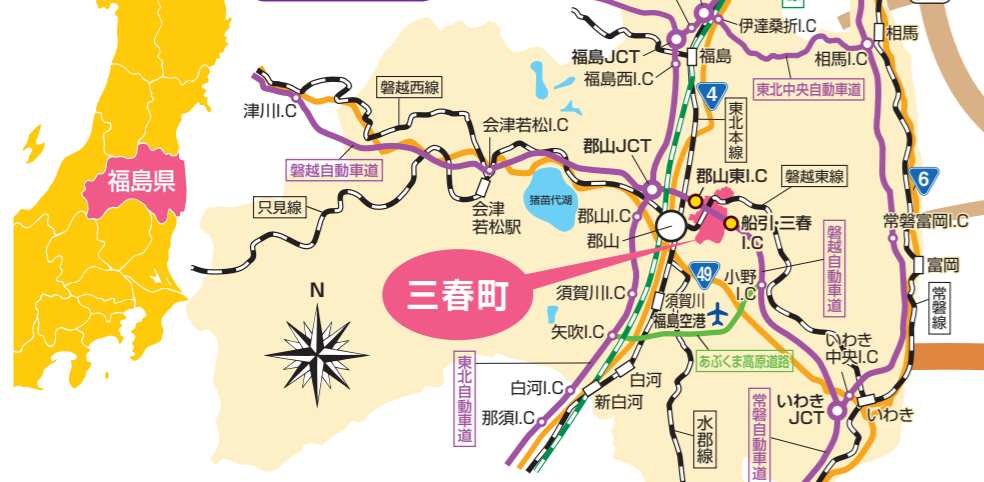 福島県
伊達桑折I.C
相馬
福島JCT
福島
相馬I.C
福島西I.C
東北中央自動車道
磐越西線
4
東北本線
津川I.C
会津若松I.C
郡山JCT
磐越自動車道
郡山東I.C
磐越東線
6
只見線
会津
若松駅
猪苗代湖
郡山I.C
郡山
船引・三春
I.C
常磐富岡I.C
磐越自動車道
三春町
49
小野
I.C
富岡
N
須賀川I.C
須賀川
福島空港
常磐線
矢吹I.C
いわき
中央I.C
あぶくま高原道路
東北自動車道
白河I.C
白河
新白河
那須I.C
水郡線
常磐自動車道
いわき
JCT
いわき